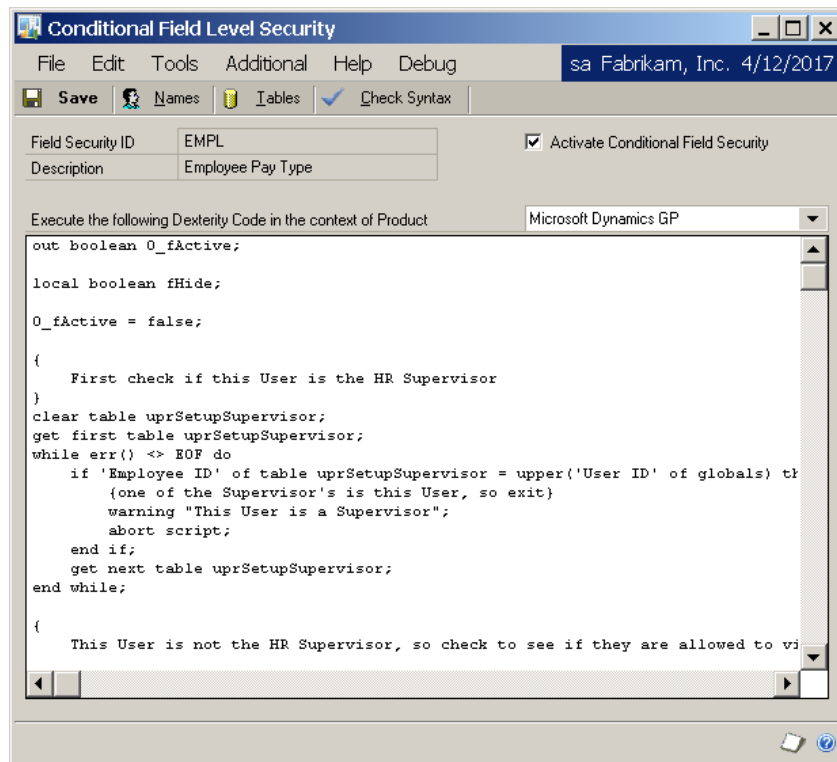 Conditional Field Level Security
File Edit Tools Additional Help Debug sa Fabrikam, Inc. 4/12/2017
Save Names Tables Check Syntax
Field Security ID EMPL Activate Conditional Field Security
Description Employee Pay Type
Execute the following Dexterity Code in the context of Product Microsoft Dynamics GP
out boolean O_fActive;
local boolean fHide;
O_fActive = false;
{
First check if this User is the HR Supervisor
}
clear table uprSetupSupervisor;
get first table uprSetupSupervisor;
while err() <> EOF do
if 'Employee ID' of table uprSetupSupervisor = upper('User ID' of globals) th
{one of the Supervisor's is this User, so exit}
warning "This User is a Supervisor";
abort script;
end if;
get next table uprSetupSupervisor;
end while;
{
This User is not the HR Supervisor, so check to see if they are allowed to vi